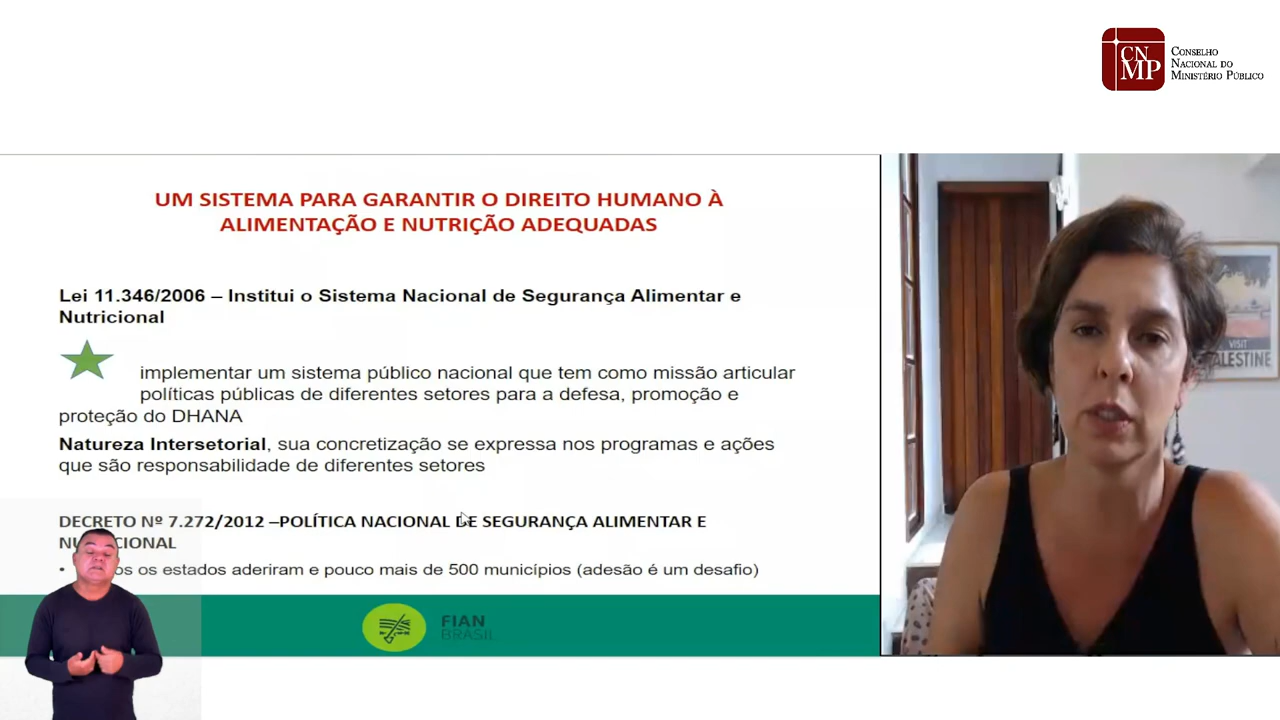 CN
MP
CONSELHO
NACIONAL DO
MINISTÉRIO PÚBLICO
UM SISTEMA PARA GARANTIR O DIREITO HUMANO À
ALIMENTAÇÃO E NUTRIÇÃO ADEQUADAS
Lei 11.346/2006 – Institui o Sistema Nacional de Segurança Alimentar e
Nutricional
implementar um sistema público nacional que tem como missão articular
políticas públicas de diferentes setores para a defesa, promoção e
proteção do DHANA
Natureza Intersetorial, sua concretização se expressa nos programas e ações
que são responsabilidade de diferentes setores
DECRETO Nº 7.272/2012 –POLÍTICA NACIONAL DE SEGURANÇA ALIMENTAR E
• os estados aderiram e pouco mais de 500 municípios (adesão é um desafio)
FIAN
BRASIL
VISIT